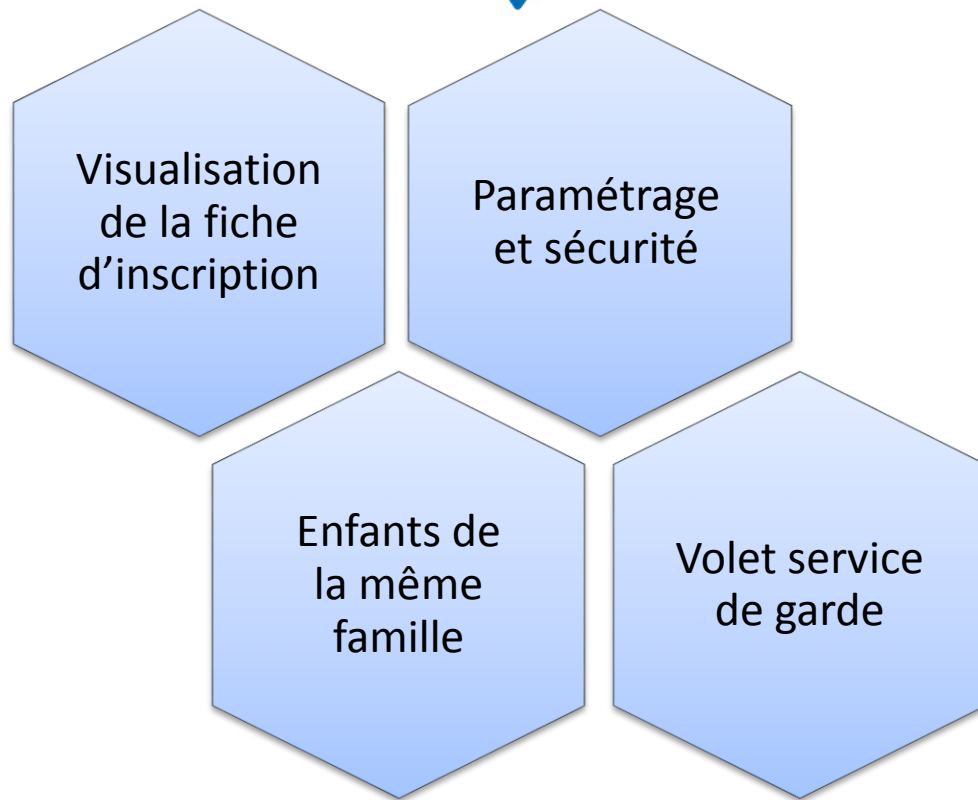 Visualisation
de la fiche
d’inscription
Paramétrage
et sécurité
Enfants de
la même
famille
Volet service
de garde